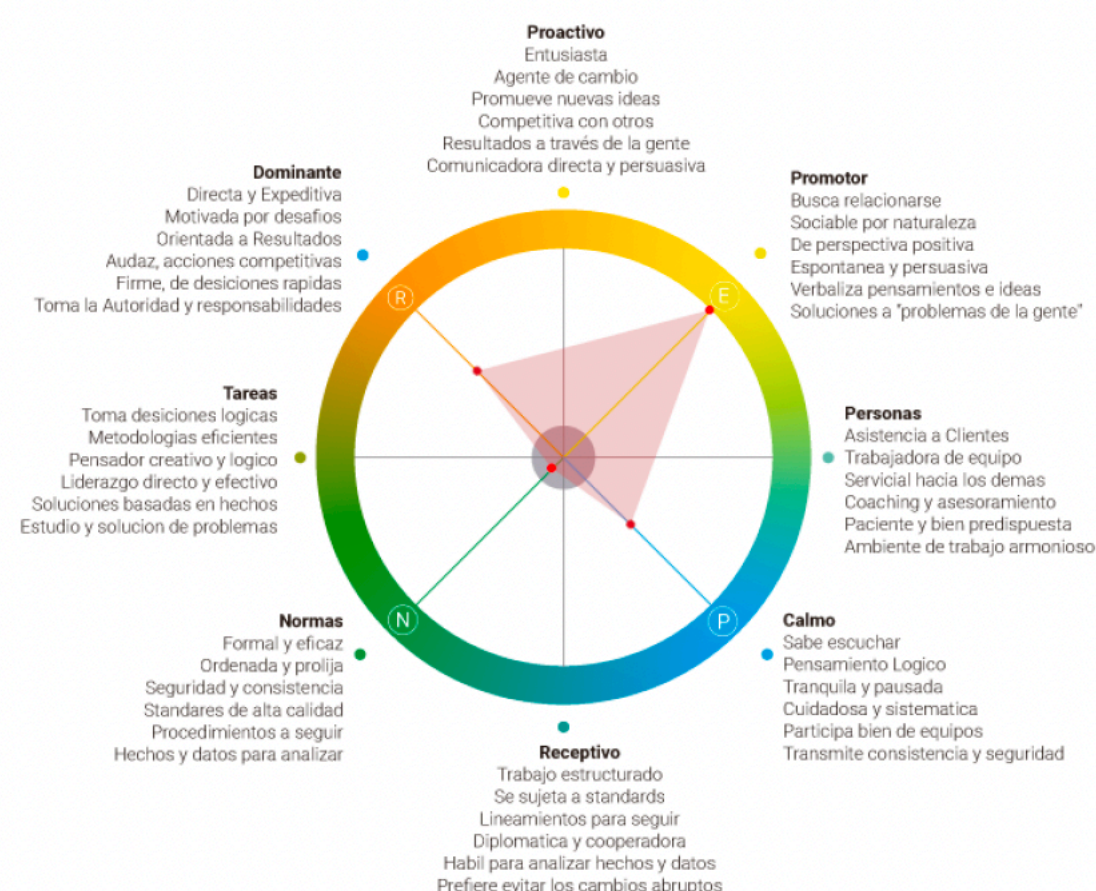 Proactivo
Entusiasta
Agente de cambio
Promueve nuevas ideas
Competitiva con otros
Resultados a través de la gente
Comunicadora directa y persuasiva
Dominante
Directa y Expeditiva
Motivada por desafios
Orientada a Resultados
Audaz, acciones competitivas
Firme, de desiciones rapidas
Toma la Autoridad y responsabilidades
Promotor
Busca relacionarse
Sociable por naturaleza
De perspectiva positiva
Espontanea y persuasiva
Verbaliza pensamientos e ideas
Soluciones a "problemas de la gente"
R
E
Tareas
Toma desiciones logicas
Metodologias eficientes
Pensador creativo y logico
Liderazgo directo y efectivo
Soluciones basadas en hechos
Estudio y solucion de problemas
Personas
Asistencia a Clientes
Trabajadora de equipo
Servicial hacia los demas
Coaching y asesoramiento
Paciente y bien predispuesta
Ambiente de trabajo armonioso
N
P
Normas
Formal y eficaz
Ordenada y prolija
Seguridad y consistencia
Standares de alta calidad
Procedimientos a seguir
Hechos y datos para analizar
Calmo
Sabe escuchar
Pensamiento Logico
Tranquila y pausada
Cuidadosa y sistematica
Participa bien de equipos
Transmite consistencia y seguridad
Receptivo
Trabajo estructurado
Se sujeta a standards
Lineamientos para seguir
Diplomatica y cooperadora
Habil para analizar hechos y datos
Prefiere evitar los cambios abruptos